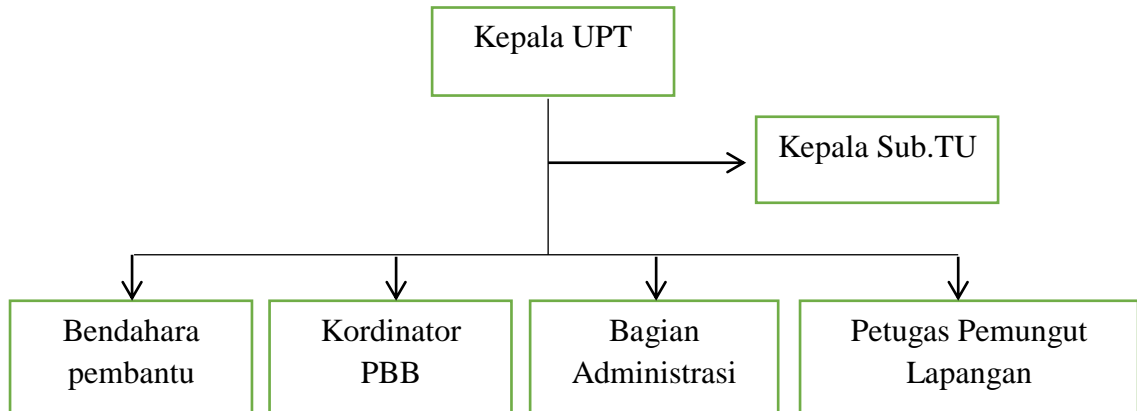 Kepala UPT
Kepala Sub.TU
Bendahara
pembantu
Kordinator
PBB
Bagian
Administrasi
Petugas Pemungut
Lapangan